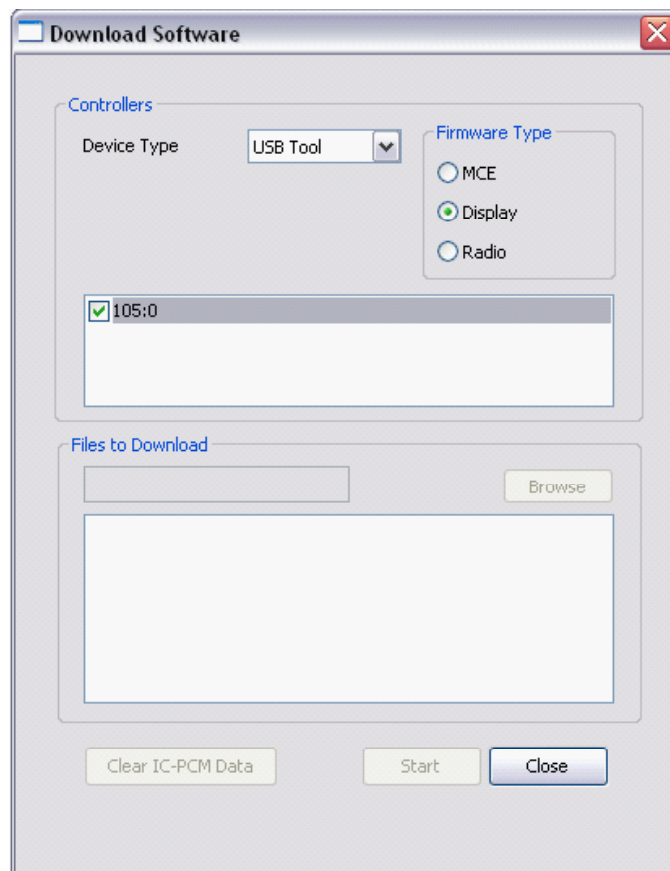 Download Software
Controllers
Device Type
USB Tool
Firmware Type
MCE
Display
Radio
105:0
Files to Download
Browse
Clear IC-PCM Data
Start
Close